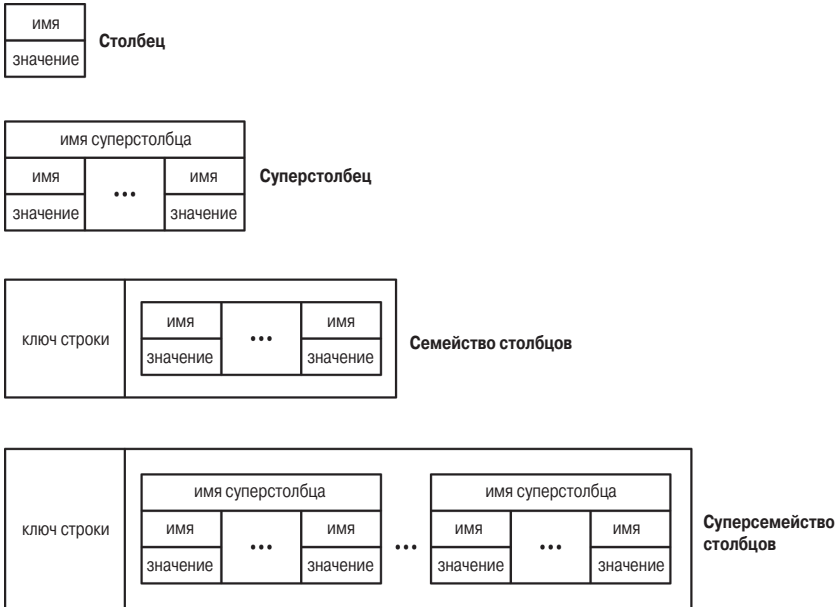 имя
значение
Столбец
имя суперстолбца
имя ... имя
значение значение
Суперстолбец
ключ строки
имя ... имя
значение значение
Семейство столбцов
ключ строки
имя суперстолбца имя суперстолбца
имя ... имя ... имя ... имя
значение значение значение значение
Суперсемейство
столбцов